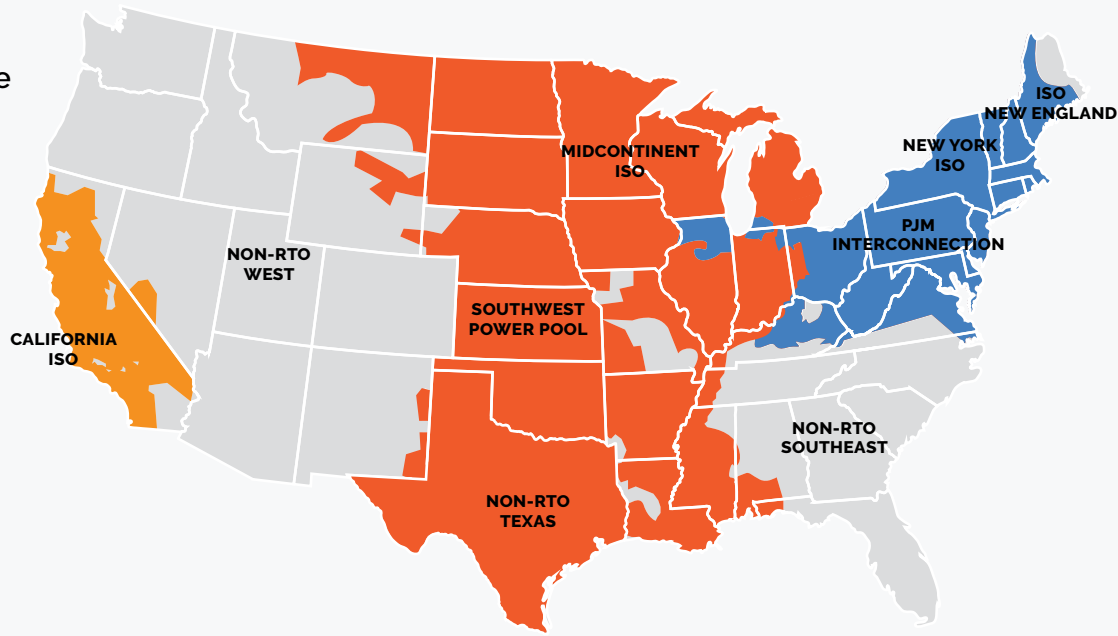 e
ISO
NEW ENGLAND
NEW YORK
ISO
MIDCONTINENT
ISO
PJM
INTERCONNECTION
NON-RTO
WEST
SOUTHWEST
POWER POOL
CALIFORNIA
ISO
NON-RTO
SOUTHEAST
NON-RTO
TEXAS